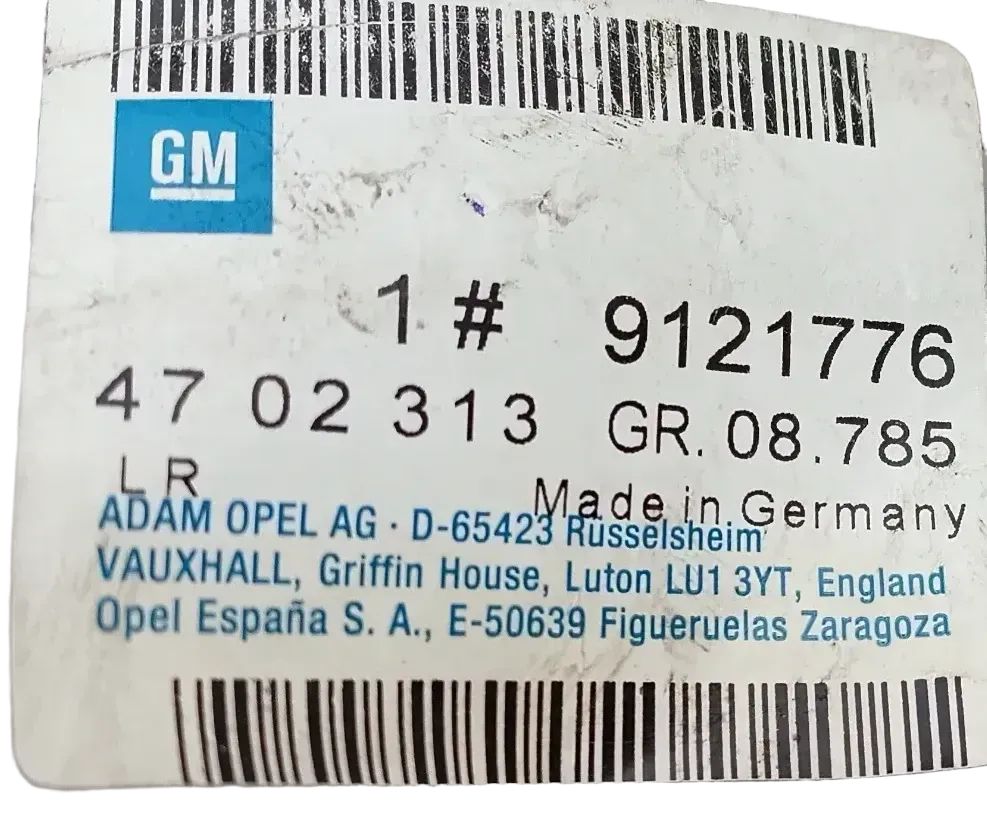 GM
1 # 9121776
47 02 313 GR. 08.785
LR
Made in Germany
ADAM OPEL AG · D-65423 Rüsselsheim
VAUXHALL, Griffin House, Luton LU1 3YT, England
Opel España S. A., E-50639 Figueruelas Zaragoza